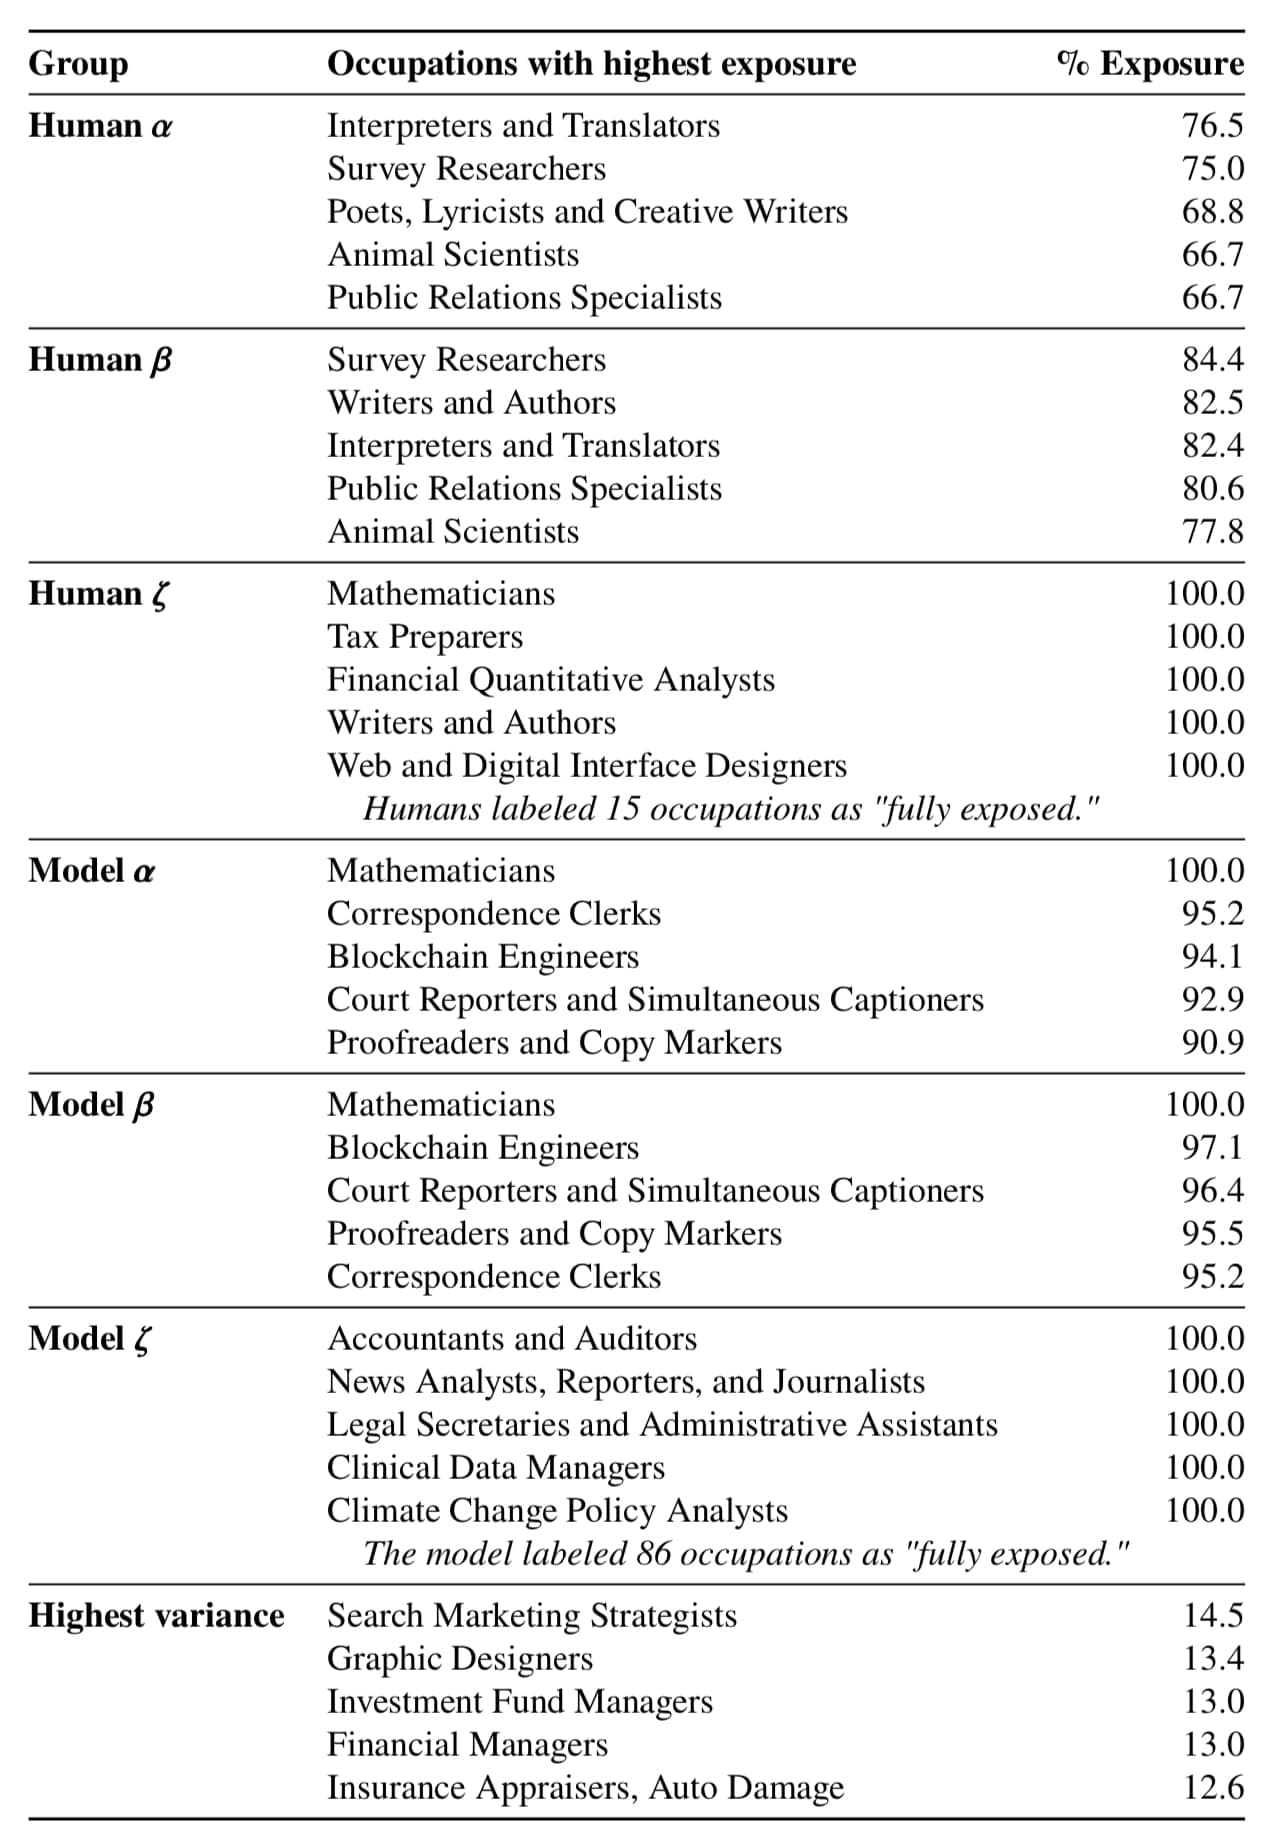 Group Occupations with highest exposure % Exposure
Human α Interpreters and Translators 76.5
Survey Researchers 75.0
Poets, Lyricists and Creative Writers 68.8
Animal Scientists 66.7
Public Relations Specialists 66.7
Human β Survey Researchers 84.4
Writers and Authors 82.5
Interpreters and Translators 82.4
Public Relations Specialists 80.6
Animal Scientists 77.8
Human ζ Mathematicians 100.0
Tax Preparers 100.0
Financial Quantitative Analysts 100.0
Writers and Authors 100.0
Web and Digital Interface Designers 100.0
Humans labeled 15 occupations as "fully exposed."
Model α Mathematicians 100.0
Correspondence Clerks 95.2
Blockchain Engineers 94.1
Court Reporters and Simultaneous Captioners 92.9
Proofreaders and Copy Markers 90.9
Model β Mathematicians 100.0
Blockchain Engineers 97.1
Court Reporters and Simultaneous Captioners 96.4
Proofreaders and Copy Markers 95.5
Correspondence Clerks 95.2
Model ζ Accountants and Auditors 100.0
News Analysts, Reporters, and Journalists 100.0
Legal Secretaries and Administrative Assistants 100.0
Clinical Data Managers 100.0
Climate Change Policy Analysts 100.0
The model labeled 86 occupations as "fully exposed."
Highest variance Search Marketing Strategists 14.5
Graphic Designers 13.4
Investment Fund Managers 13.0
Financial Managers 13.0
Insurance Appraisers, Auto Damage 12.6